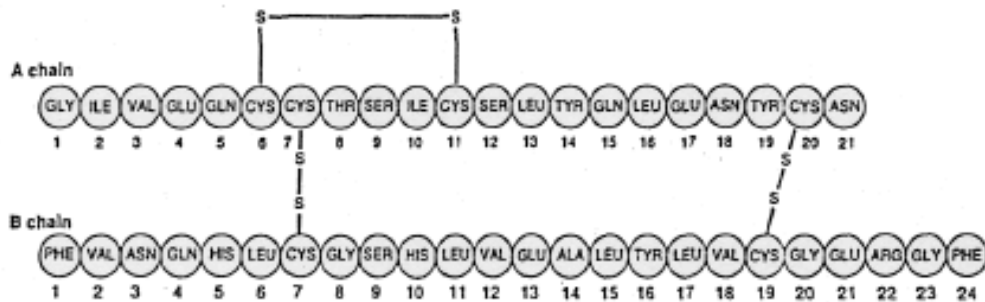 S S
A chain
GLY ILE VAL GLU GLN CYS CYS THR SER ILE CYS SER LEU TYR GLN LEU GLU ASN TYR CYS ASN
1 2 3 4 5 6 7 8 9 10 11 12 13 14 15 16 17 18 19 20 21
S S
S S
B chain
PHE VAL ASN GLN HIS LEU CYS GLY SER HIS LEU VAL GLU ALA LEU TYR LEU VAL CYS GLY GLU ARG GLY PHE
1 2 3 4 5 6 7 8 9 10 11 12 13 14 15 16 17 18 19 20 21 22 23 24